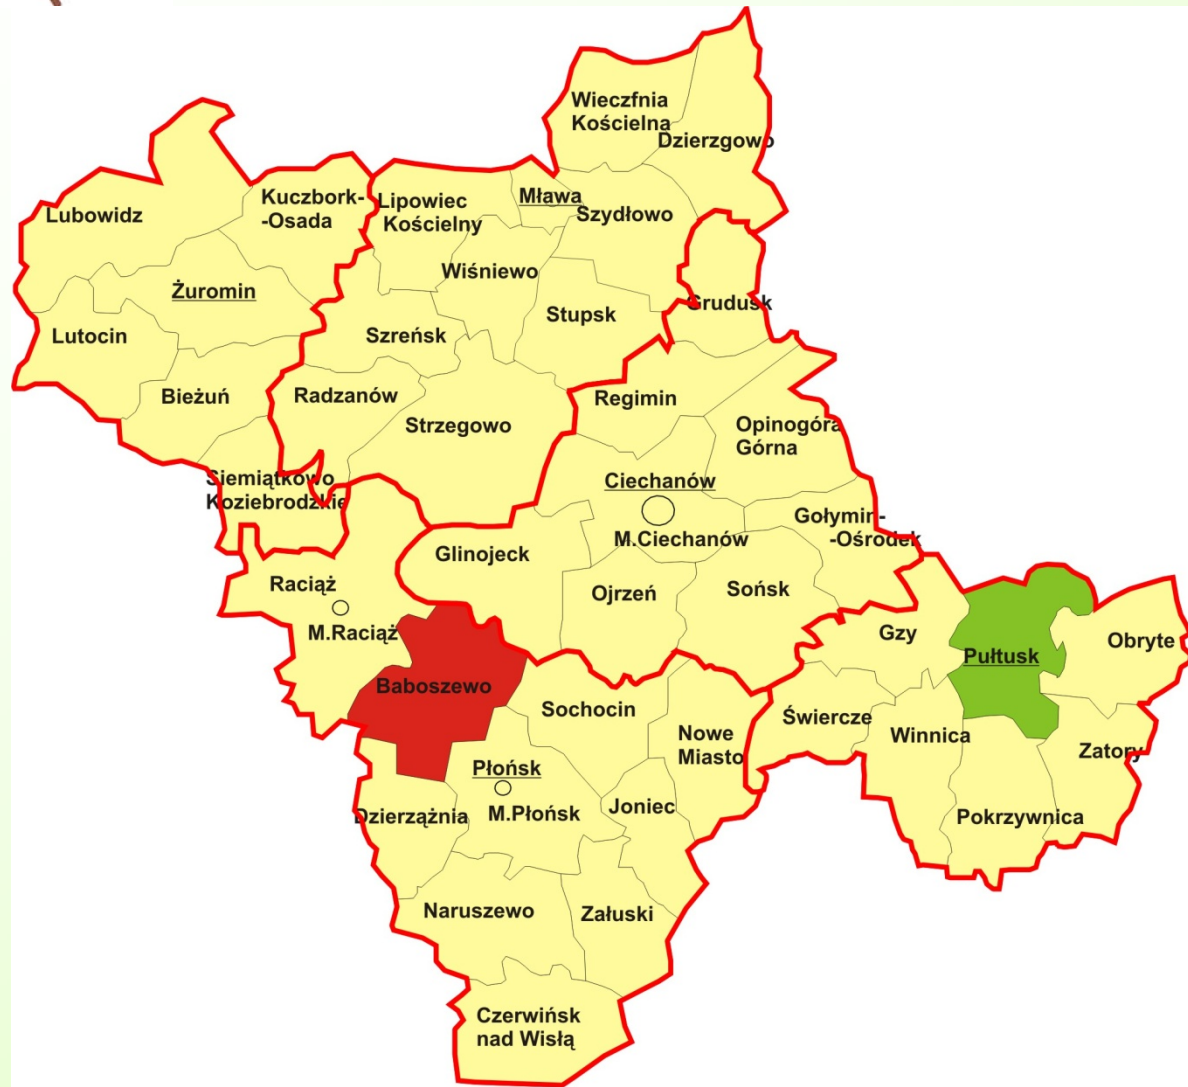 Wieczfnia
Kościelna
Dzierzgowo
Lubowidz
Kuczbork-
-Osada
Lipowiec
Kościelny
Mława
Szydłowo
Żuromin
Wiśniewo
Lutocin
Szreńsk
Stupsk
Grudusk
Bieżuń
Radzanów
Strzegowo
Regimin
Opinogóra
Górna
Siemiątkowo
Koziebrodzkie
Ciechanów
M.Ciechanów
Gołymin-
-Ośrodek
Glinojeck
Raciąż
M.Raciąż
Ojrzeń
Sońsk
Gzy
Pułtusk
Obryte
Baboszewo
Sochocin
Nowe
Miasto
Świercze
Winnica
Zatory
Płońsk
M.Płońsk
Dzierzążnia
Joniec
Pokrzywnica
Naruszewo
Załuski
Czerwińsk
nad Wisłą